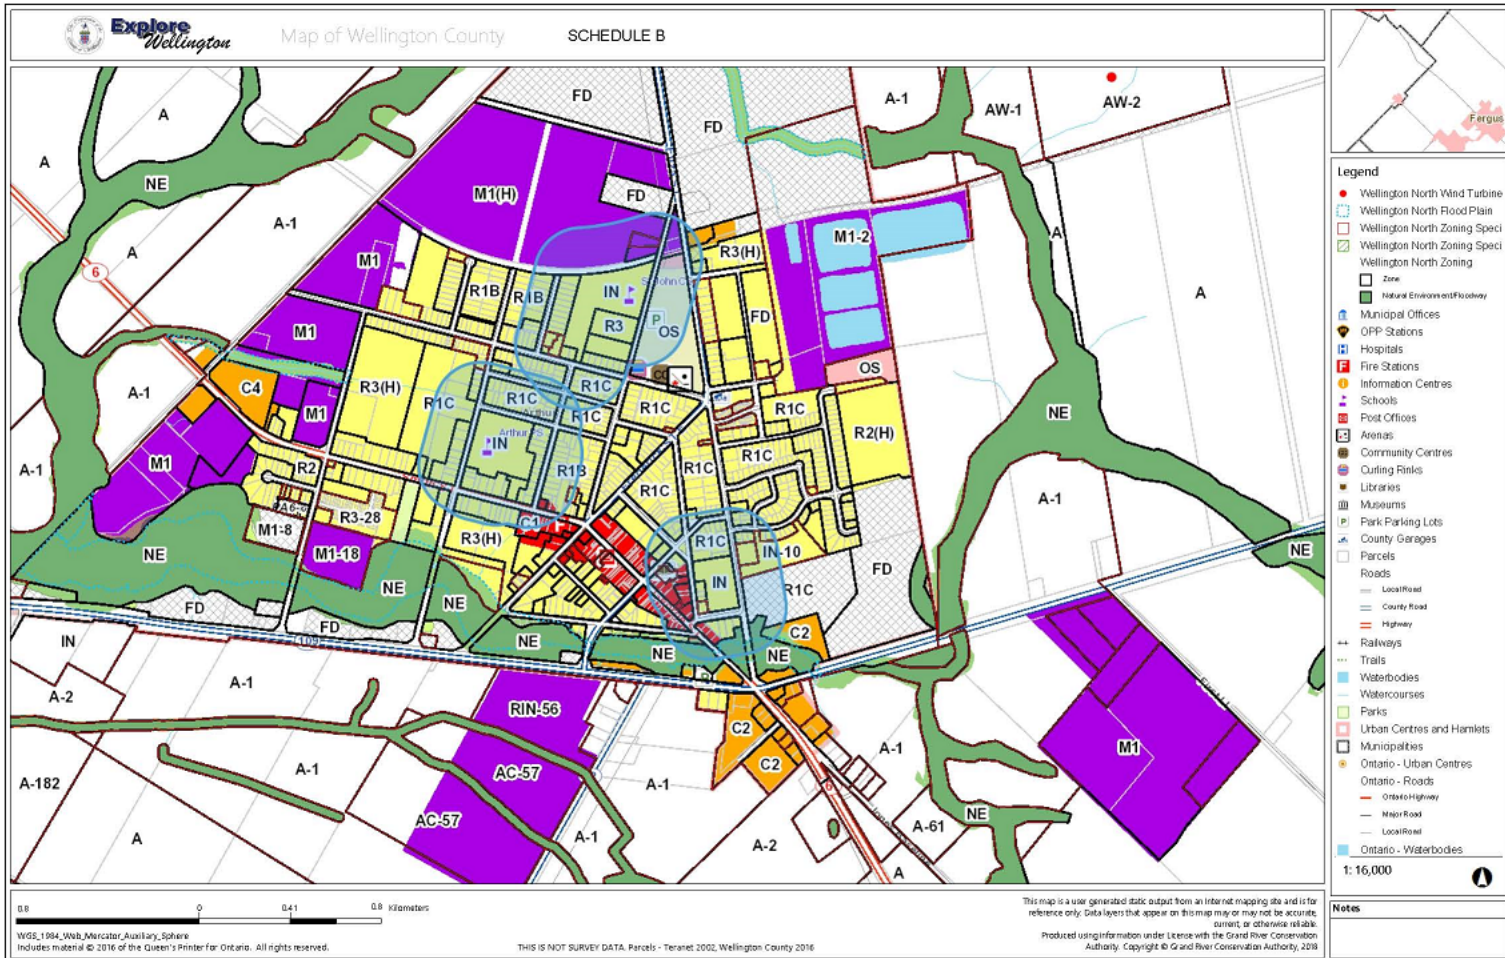 Explore
Wellington
Map of Wellington County
SCHEDULE B
FD
A
A-1
AW-1
AW-2
FD
Fergus
A
NE
M1(H)
FD
A-1
A
M1-2
A
6
M1
R3(H)
R1B
R1B
IN
St John C
A
M1
R3
P
OS
FD
A-1
C4
R3(H)
R1C
R1C
R1C
R1C
R1C
R1C
OS
M1
Arthur PS
IN
R2(H)
NE
A-1
M1
R2
R1B
R1C
R1C
R1C
A-1
R3-28
C1
M1-8
R3(H)
R1C
IN-10
M1-18
NE
NE
NE
IN
R1C
FD
NE
FD
FD
109
NE
NE
NE
C2
IN
A-2
A-1
RIN-56
C2
C2
A-1
M1
A-182
A-1
AC-57
A-1
6
AC-57
A
A-1
A-2
A-61
NE
A
Legend
Wellington North Wind Turbine
Wellington North Flood Plain
Wellington North Zoning Speci
Wellington North Zoning Speci
Wellington North Zoning
Zone
Natural Environment/Floodway
Municipal Offices
OPP Stations
Hospitals
Fire Stations
Information Centres
Schools
Post Offices
Arenas
Community Centres
Curling Rinks
Libraries
Museums
Park Parking Lots
County Garages
Parcels
Roads
Local Road
County Road
Highway
Railways
Trails
Waterbodies
Watercourses
Parks
Urban Centres and Hamlets
Municipalities
Ontario - Urban Centres
Ontario - Roads
Ontario Highway
Major Road
Local Road
Ontario - Waterbodies
1: 16,000
Notes
0.8 0 0.41 0.8 Kilometers
WGS_1984_Web_Mercator_Auxiliary_Sphere
Includes material © 2016 of the Queen's Printer for Ontario. All rights reserved.
THIS IS NOT SURVEY DATA. Parcels - Teranet 2002, Wellington County 2016
This map is a user generated static output from an Internet mapping site and is for
reference only. Data layers that appear on this map may or may not be accurate,
current, or otherwise reliable.
Produced using information under License with the Grand River Conservation
Authority. Copyright © Grand River Conservation Authority, 2018